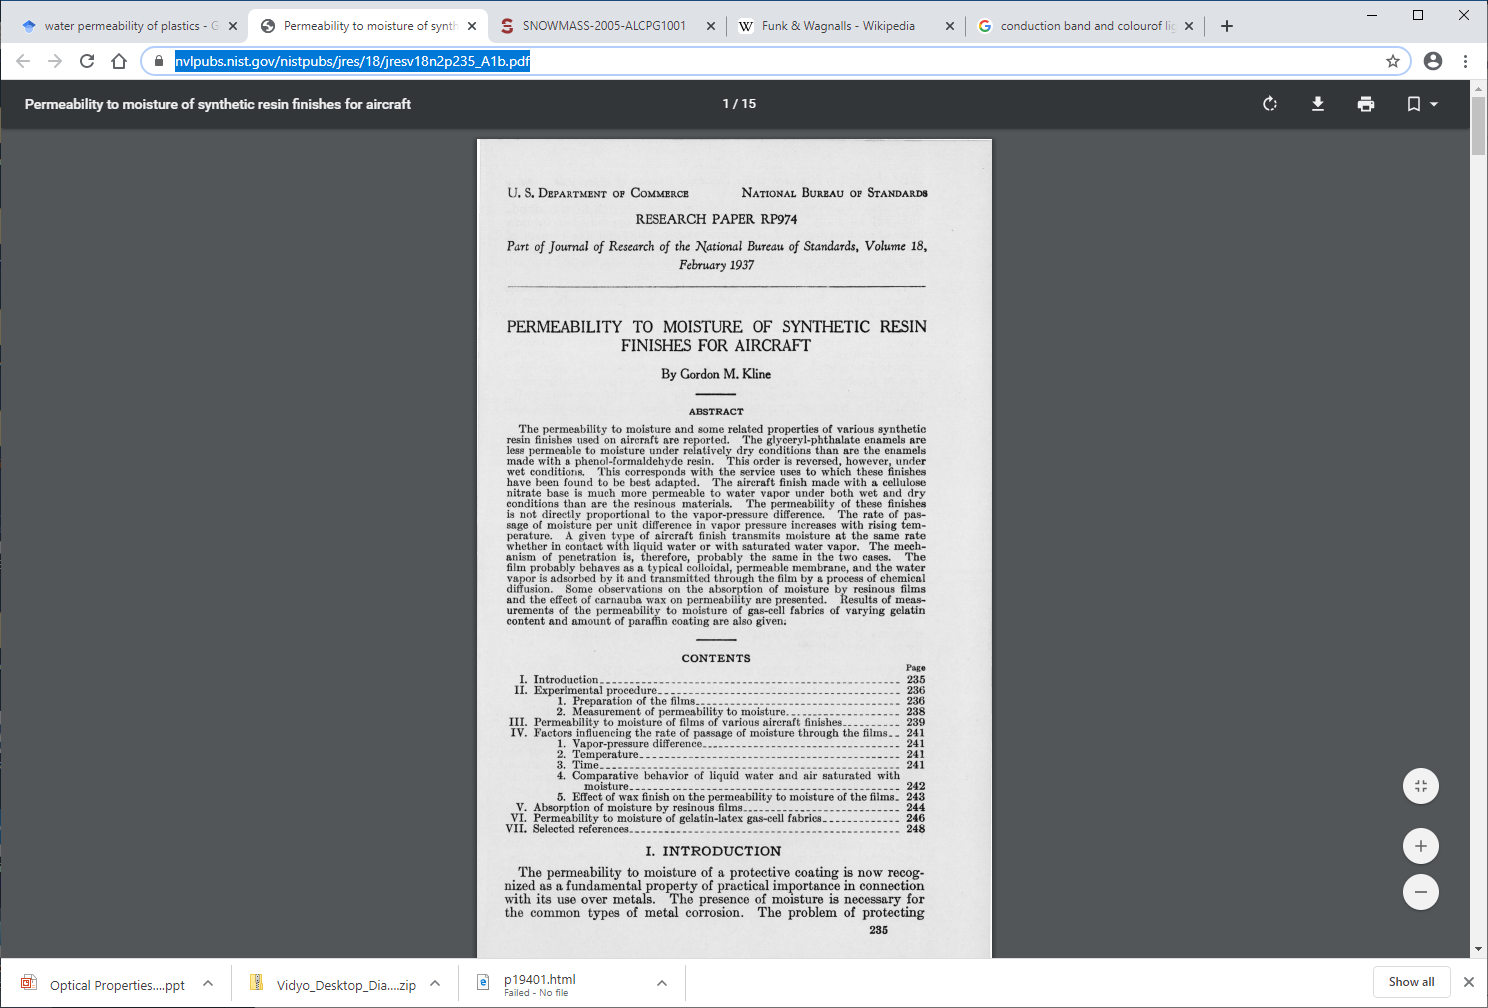 water permeability of plastics - G
Permeability to moisture of synth
SNOWMASS-2005-ALCPG1001
Funk & Wagnalls - Wikipedia
conduction band and colourof lig
nvlpubs.nist.gov/nistpubs/jres/18/jresv18n2p235_A1b.pdf
Permeability to moisture of synthetic resin finishes for aircraft
1 / 15
U. S. DEPARTMENT OF COMMERCE NATIONAL BUREAU OF STANDARDS
RESEARCH PAPER RP974
Part of Journal of Research of the National Bureau of Standards, Volume 18,
February 1937
PERMEABILITY TO MOISTURE OF SYNTHETIC RESIN
FINISHES FOR AIRCRAFT
By Gordon M. Kline
ABSTRACT
The permeability to moisture and some related properties of various synthetic
resin finishes used on aircraft are reported. The glyceryl-phthalate enamels are
less permeable to moisture under relatively dry conditions than are the enamels
made with a phenol-formaldehyde resin. This order is reversed, however, under
wet conditions. This corresponds with the service uses to which these finishes
have been found to be best adapted. The aircraft finish made with a cellulose
nitrate base is much more permeable to water vapor under both wet and dry
conditions than are the resinous materials. The permeability of these finishes
is not directly proportional to the vapor-pressure difference. The rate of pas-
sage of moisture per unit difference in vapor pressure increases with rising tem-
perature. A given type of aircraft finish transmits moisture at the same rate
whether in contact with liquid water or with saturated water vapor. The mech-
anism of penetration is, therefore, probably the same in the two cases. The
film probably behaves as a typical colloidal, permeable membrane, and the water
vapor is adsorbed by it and transmitted through the film by a process of chemical
diffusion. Some observations on the absorption of moisture by resinous films
and the effect of carnauba wax on permeability are presented. Results of meas-
urements of the permeability to moisture of gas-cell fabrics of varying gelatin
content and amount of paraffin coating are also given.
CONTENTS
Page
I. Introduction 235
II. Experimental procedure 236
1. Preparation of the films 236
2. Measurement of permeability to moisture 238
III. Permeability to moisture of films of various aircraft finishes 239
IV. Factors influencing the rate of passage of moisture through the films 241
1. Vapor-pressure difference 241
2. Temperature 241
3. Time 241
4. Comparative behavior of liquid water and air saturated with
moisture 242
5. Effect of wax finish on the permeability to moisture of the films 243
V. Absorption of moisture by resinous films 244
VI. Permeability to moisture of gelatin-latex gas-cell fabrics 246
VII. Selected references 248
I. INTRODUCTION
The permeability to moisture of a protective coating is now recog-
nized as a fundamental property of practical importance in connection
with its use over metals. The presence of moisture is necessary for
the common types of metal corrosion. The problem of protecting
235
Optical Properties....ppt
Vidyo_Desktop_Dia....zip
p19401.html
Failed - No file
Show all